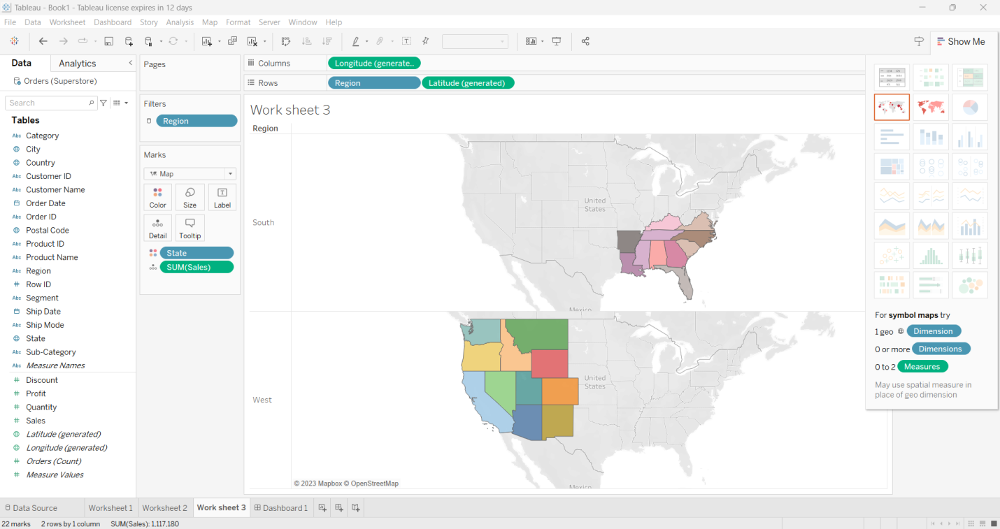 Tableau - Book1 - Tableau license expires in 12 days
File Data Worksheet Dashboard Story Analysis Map Format Server Window Help
Show Me
Data Analytics
Orders (Superstore)
Search
Tables
Abc Category
City
Country
Abc Customer ID
Abc Customer Name
Order Date
Abc Order ID
Postal Code
Abc Product ID
Abc Product Name
Abc Region
# Row ID
Abc Segment
Ship Date
Abc Ship Mode
State
Abc Sub-Category
Abc Measure Names
# Discount
# Profit
# Quantity
# Sales
Latitude (generated)
Longitude (generated)
# Orders (Count)
# Measure Values
Pages
Filters
Region
Marks
Map
Color Size Label
Detail Tooltip
State
SUM(Sales)
Columns Longitude (generate..
Rows Region Latitude (generated)
Work sheet 3
Region
South
United
States
Mexico
West
United
States
Mexico
© 2023 Mapbox © OpenStreetMap
For symbol maps try
1 geo Dimension
0 or more Dimensions
0 to 2 Measures
May use spatial measure in
place of geo dimension
Data Source Worksheet 1 Worksheet 2 Work sheet 3 Dashboard 1
22 marks 2 rows by 1 column SUM(Sales): 1,117,180